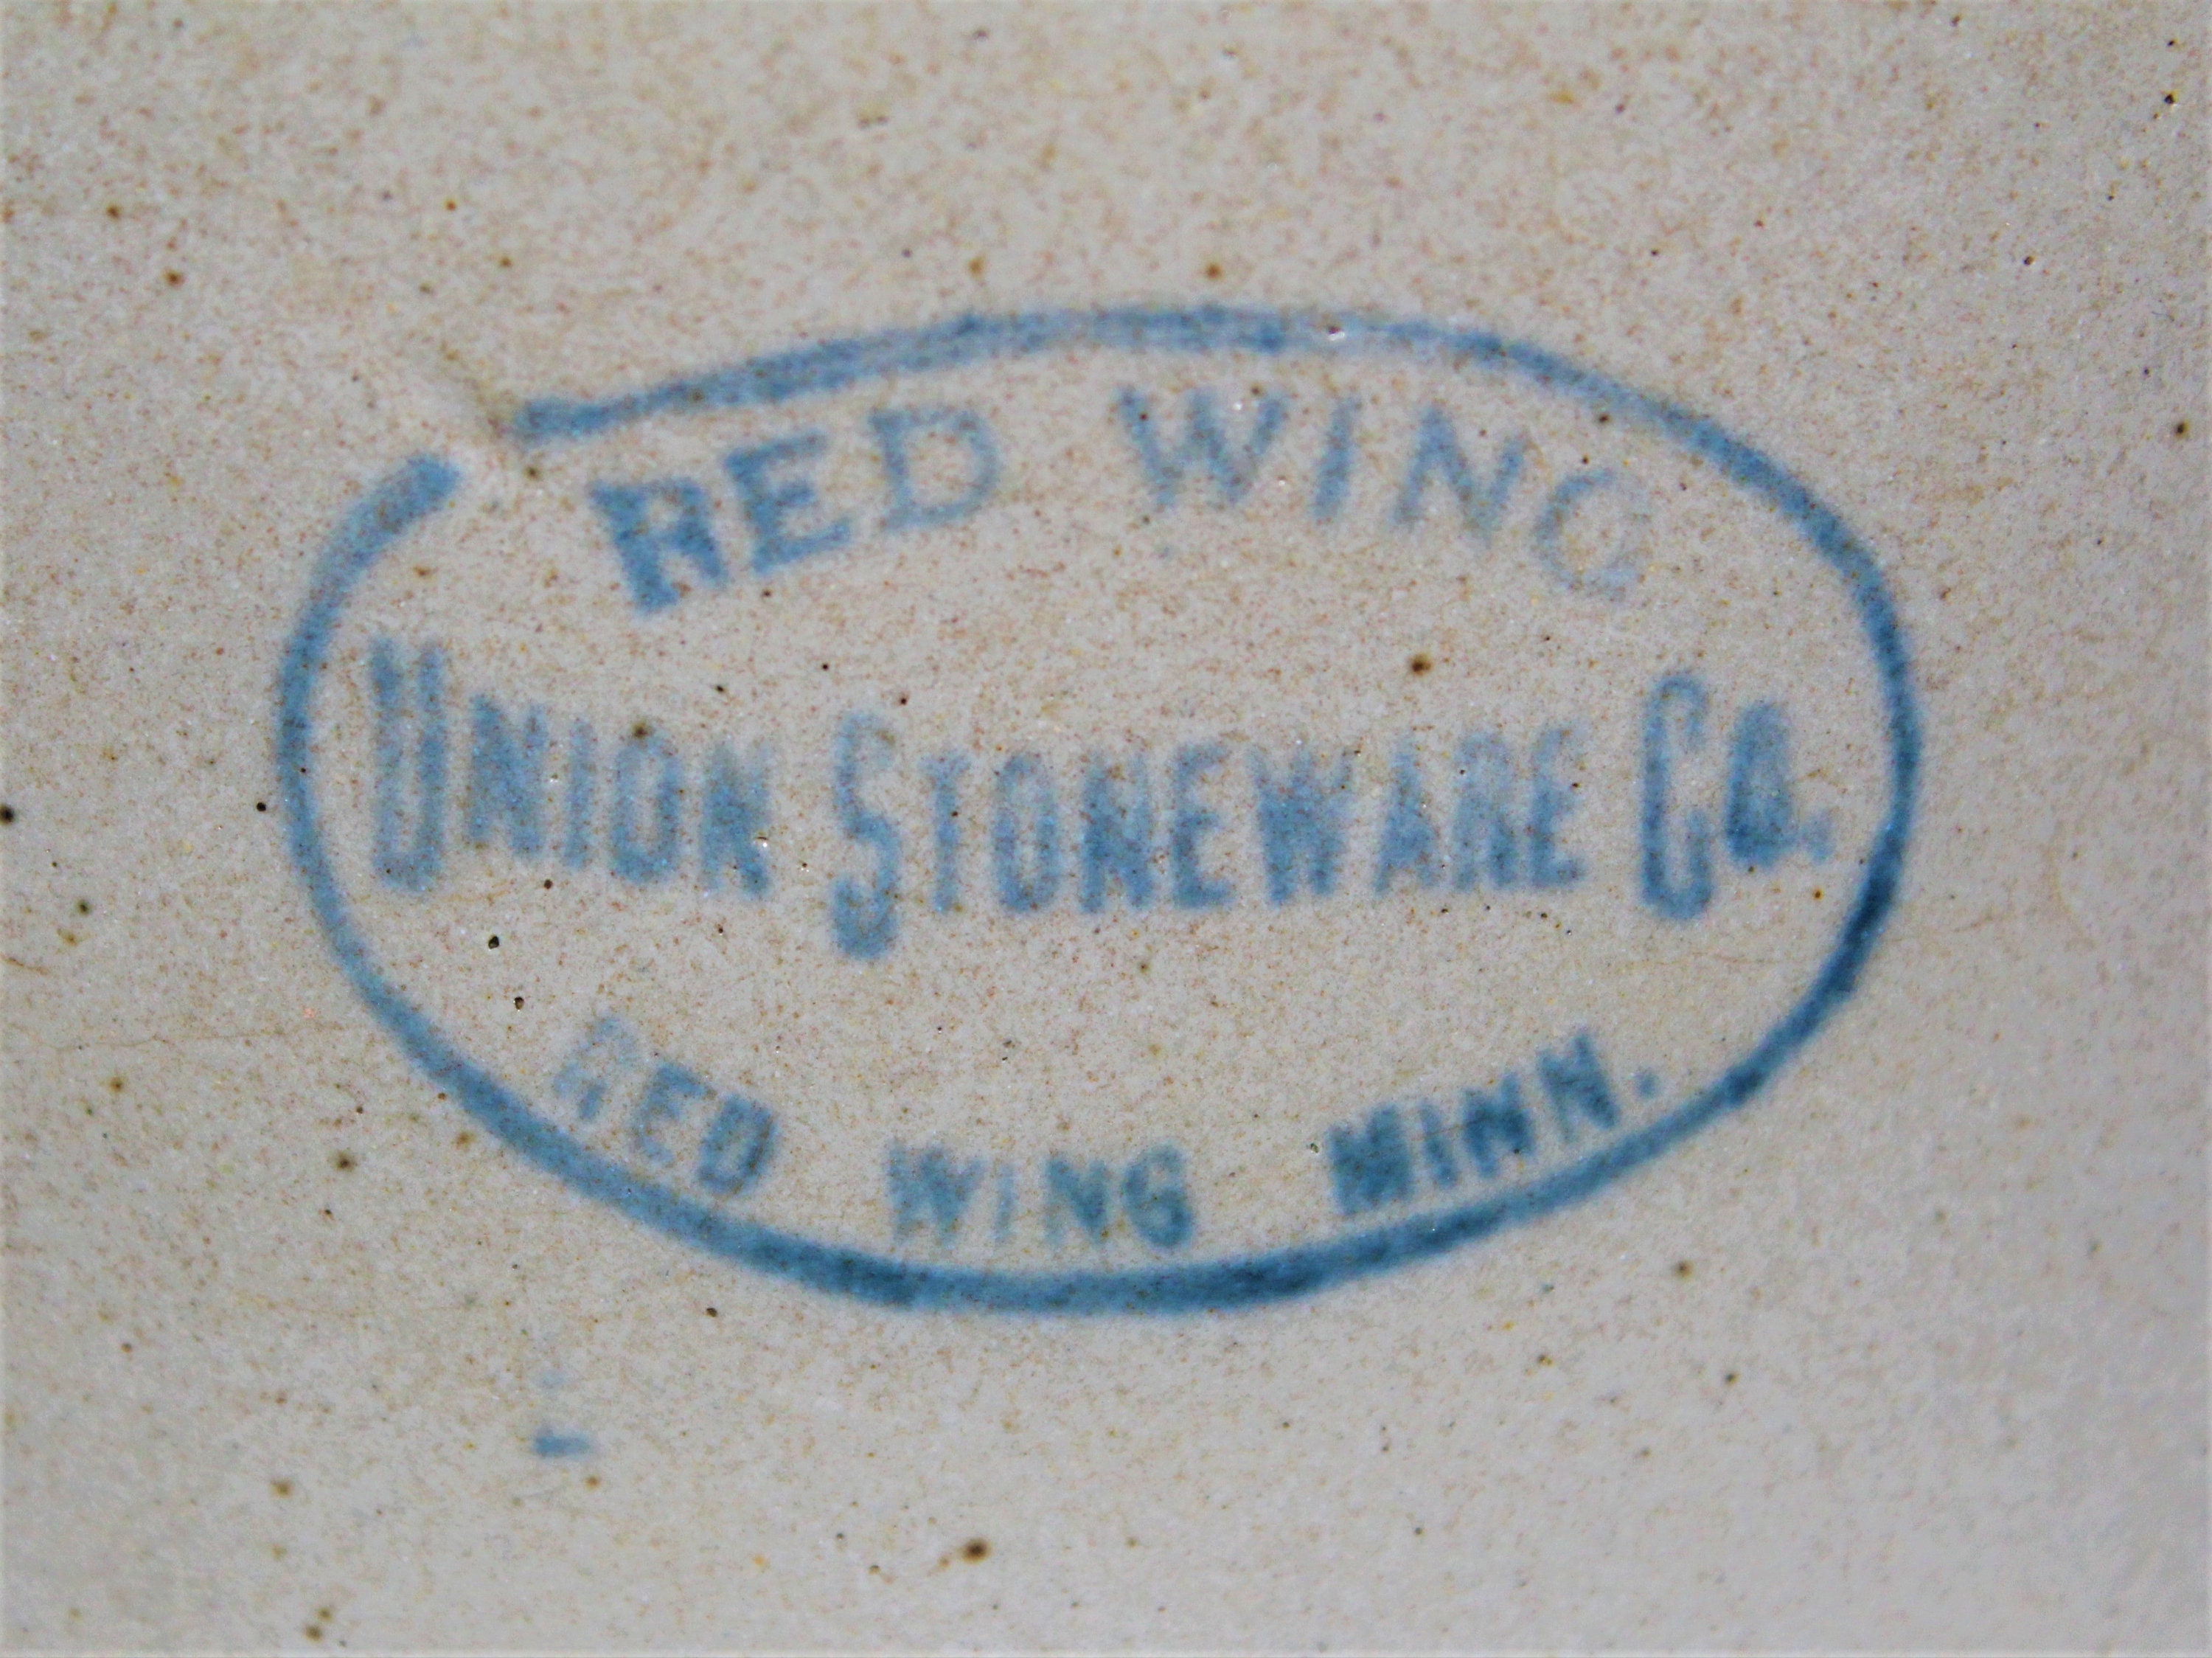 RED WING
UNION STONEWARE CO.
RED WING MINN.